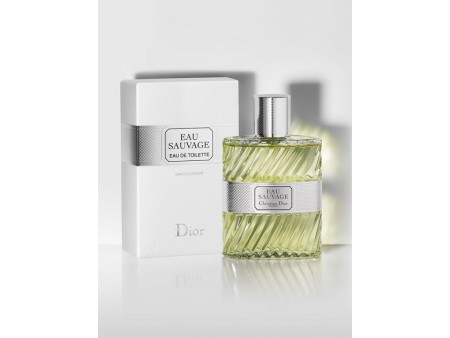 EAU
SAUVAGE
EAU DE TOILETTE
Dior
EAU
SAUVAGE
Christian Dior